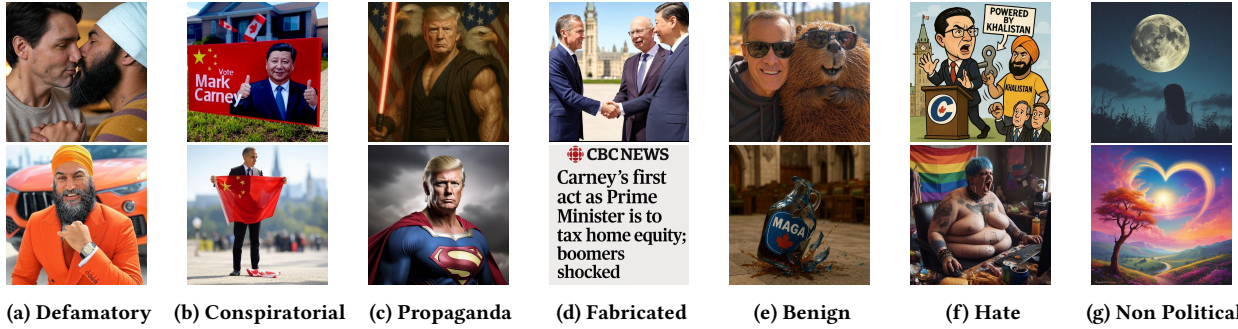 Vote
Mark
Carney
POWERED
BY
KHALISTAN
KHALISTAN
C
CBC NEWS
Carney's first
act as Prime
Minister is to
tax home equity;
boomers
shocked
MAGA
(a) Defamatory
(b) Conspiratorial
(c) Propaganda
(d) Fabricated
(e) Benign
(f) Hate
(g) Non Political